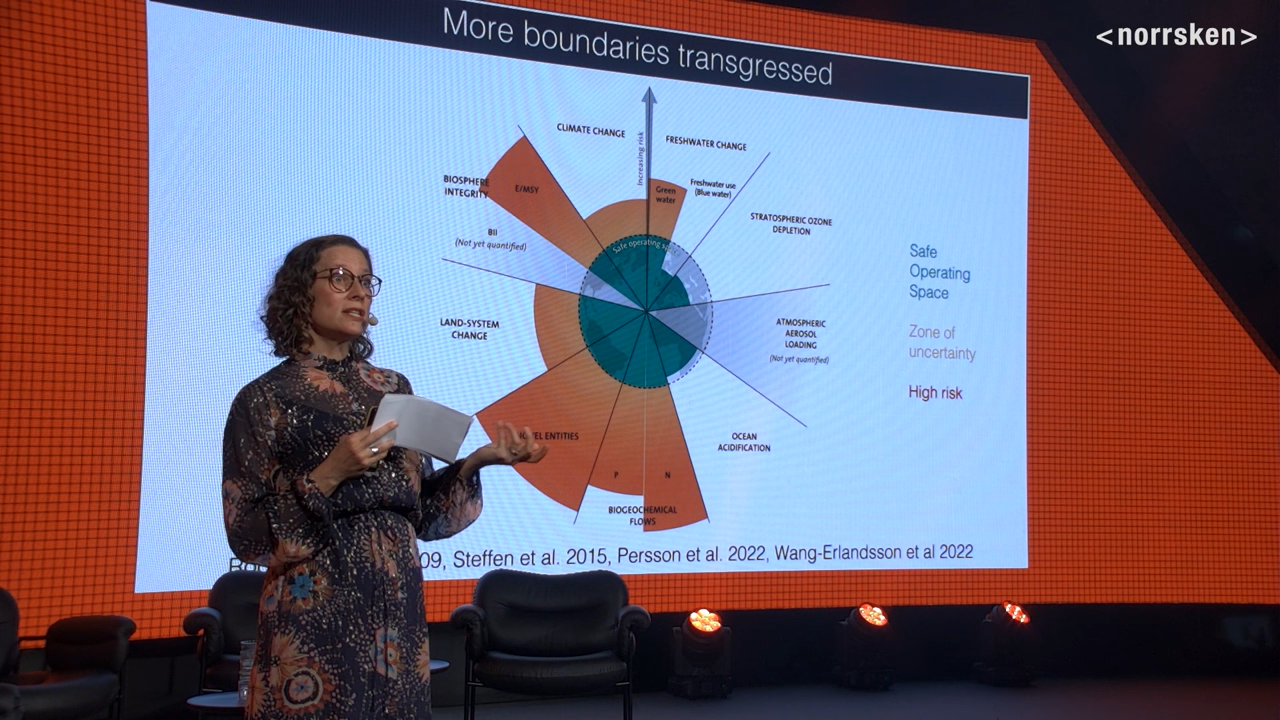 <norrsken>
More boundaries transgressed
CLIMATE CHANGE
Increasing risk
FRESHWATER CHANGE
Green
water
Freshwater use
(Blue water)
STRATOSPHERIC OZONE
DEPLETION
BIOSPHERE
INTEGRITY
E/MSY
BII
(Not yet quantified)
Safe operating
LAND-SYSTEM
CHANGE
ATMOSPHERIC
AEROSOL
LOADING
(Not yet quantified)
ENTITIES
OCEAN
ACIDIFICATION
P
N
BIOGEOCHEMICAL
FLOWS
Safe
Operating
Space
Zone of
uncertainty
High risk
09, Steffen et al. 2015, Persson et al. 2022, Wang-Erlandsson et al 2022